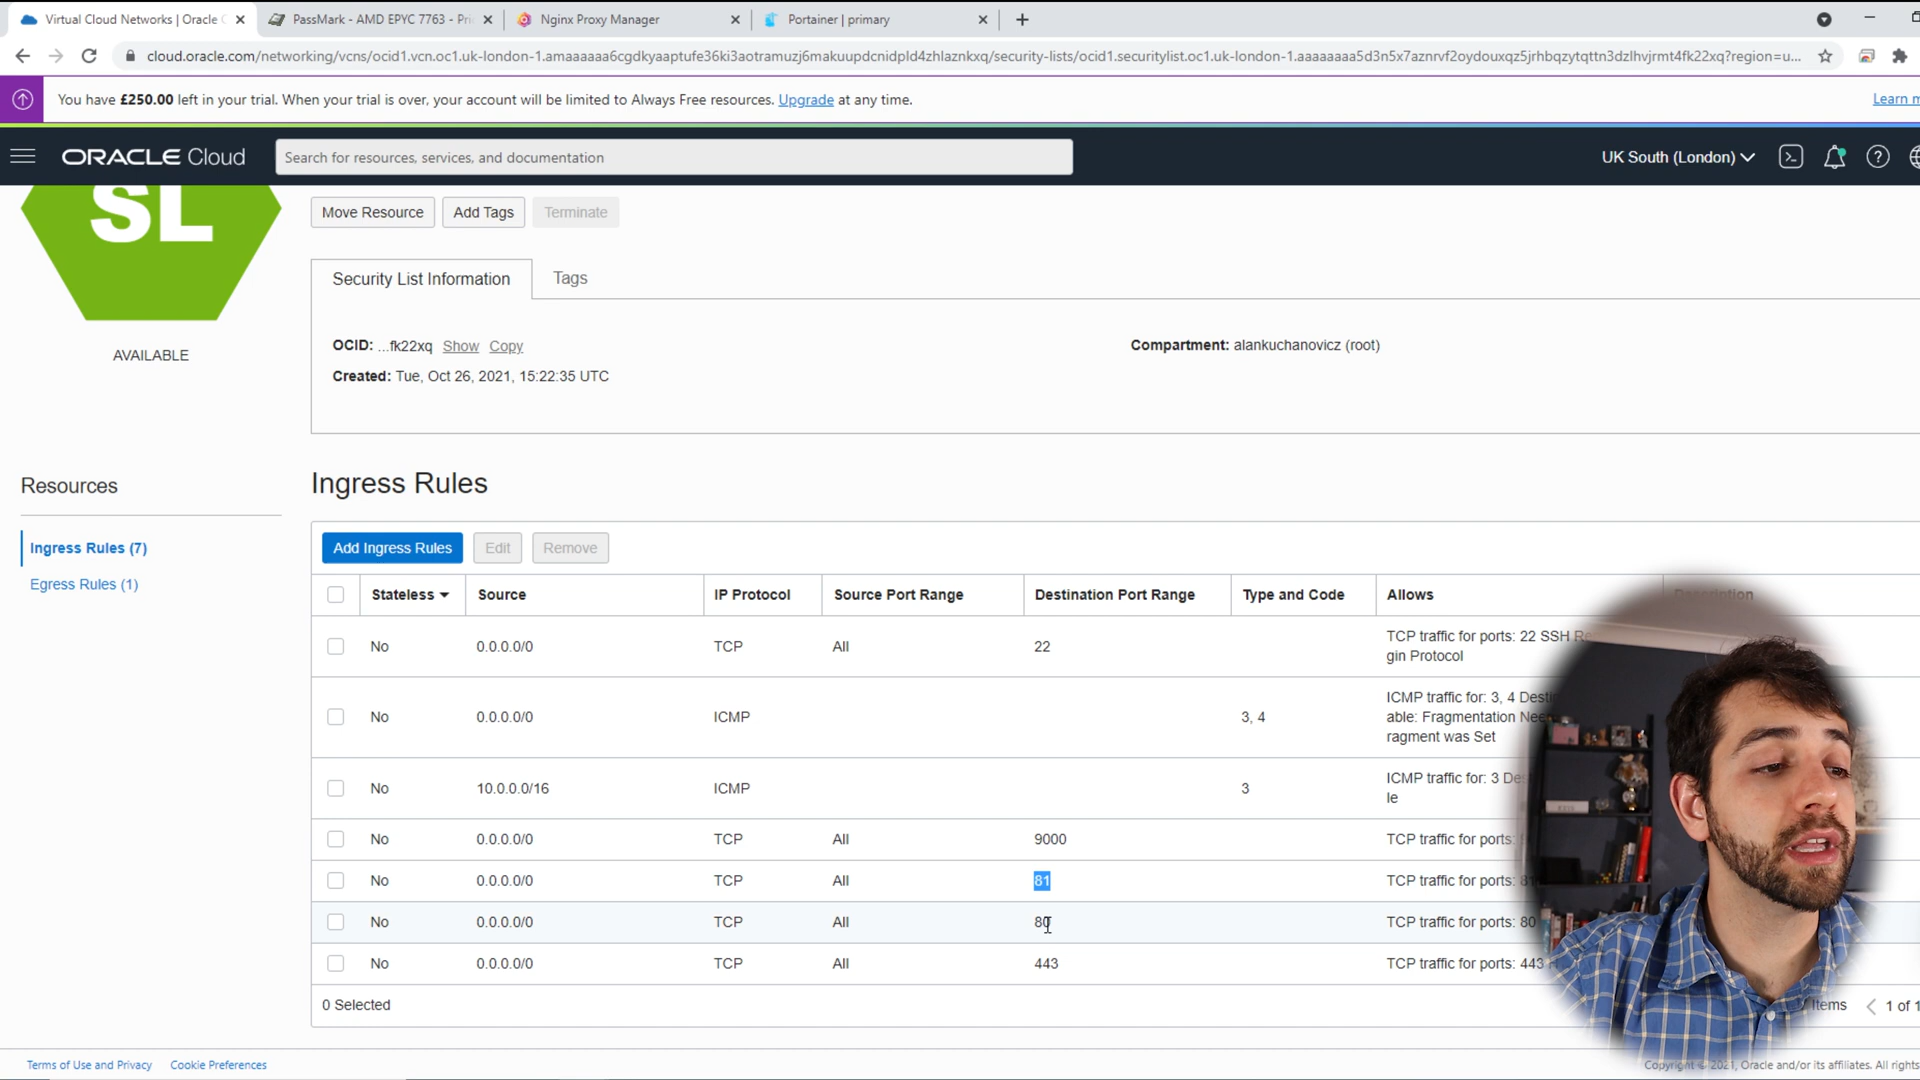 Virtual Cloud Networks | Oracle C
PassMark - AMD EPYC 7763 - Pri
Nginx Proxy Manager
Portainer | primary
cloud.oracle.com/networking/vcns/ocid1.vcn.oc1.uk-london-1.amaaaaaa6cgdkyaaptufe36ki3aotramuzj6makuupdcnidpld4zhlaznkxq/security-lists/ocid1.securitylist.oc1.uk-london-1.aaaaaaaa5d3n5x7aznrvf2oydouxqz5jrhbqzytqttn3dzlhvjrmt4fk22xq?region=u...
You have £250.00 left in your trial. When your trial is over, your account will be limited to Always Free resources. Upgrade at any time.
Learn m
ORACLE Cloud
Search for resources, services, and documentation
UK South (London)
SL
AVAILABLE
Move Resource
Add Tags
Terminate
Security List Information
Tags
OCID: ...fk22xq Show Copy
Compartment: alankuchanovicz (root)
Created: Tue, Oct 26, 2021, 15:22:35 UTC
Resources
Ingress Rules (7)
Egress Rules (1)
Ingress Rules
Add Ingress Rules
Edit
Remove
Stateless Source IP Protocol Source Port Range Destination Port Range Type and Code Allows Description
No 0.0.0.0/0 TCP All 22 TCP traffic for ports: 22 SSH Re
gin Protocol
No 0.0.0.0/0 ICMP 3, 4 ICMP traffic for: 3, 4 Desti
able: Fragmentation Nee
ragment was Set
No 10.0.0.0/16 ICMP 3 ICMP traffic for: 3 Des
le
No 0.0.0.0/0 TCP All 9000 TCP traffic for ports:
No 0.0.0.0/0 TCP All 81 TCP traffic for ports: 81
No 0.0.0.0/0 TCP All 80 TCP traffic for ports: 80
No 0.0.0.0/0 TCP All 443 TCP traffic for ports: 443
0 Selected
Items
1 of 1
Terms of Use and Privacy
Cookie Preferences
Copyright © 2021, Oracle and/or its affiliates. All rights